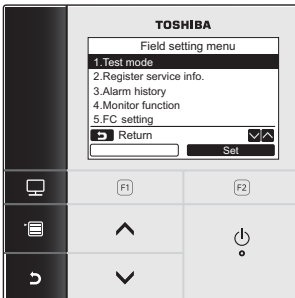 TOSHIBA
Field setting menu
1.Test mode
2.Register service info.
3.Alarm history
4.Monitor function
5.FC setting
Return
Set
F1 F2